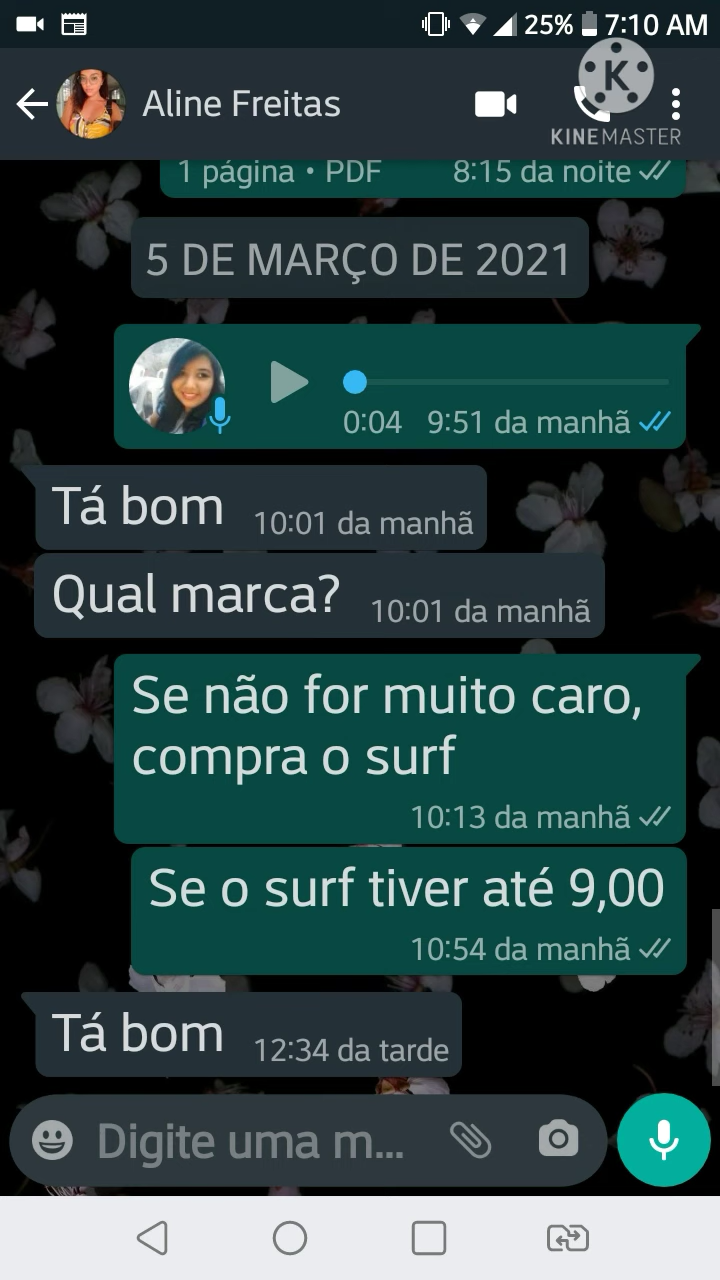 25% 7:10 AM
Aline Freitas
K
KINEMASTER
1 página • PDF 8:15 da noite
5 DE MARÇO DE 2021
0:04 9:51 da manhã
Tá bom 10:01 da manhã
Qual marca? 10:01 da manhã
Se não for muito caro,
compra o surf
10:13 da manhã
Se o surf tiver até 9,00
10:54 da manhã
Tá bom 12:34 da tarde
Digite uma m...